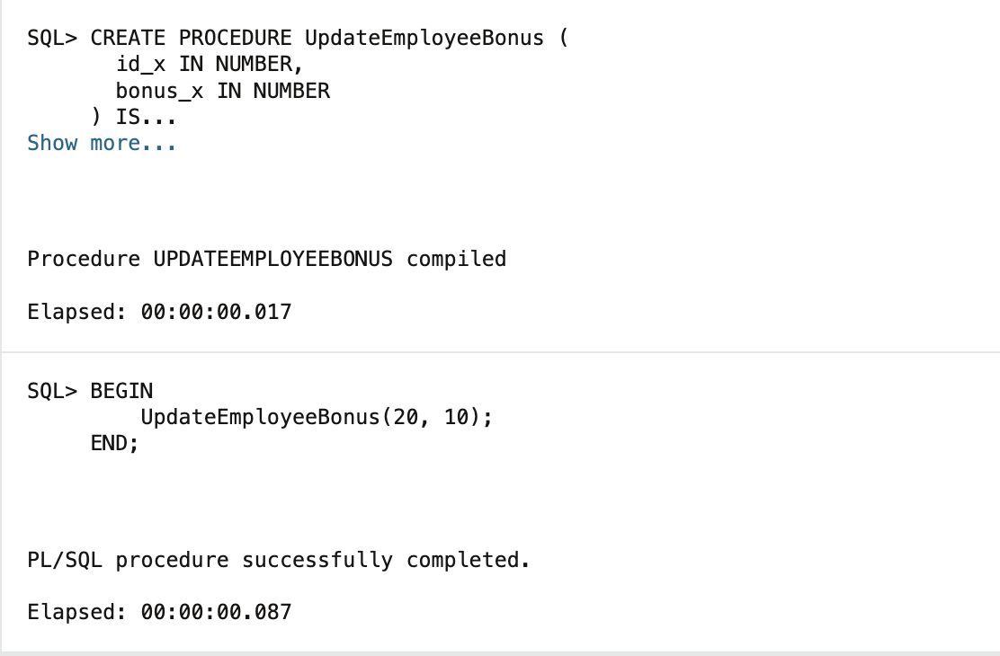 SQL> CREATE PROCEDURE UpdateEmployeeBonus (
id_x IN NUMBER,
bonus_x IN NUMBER
) IS...
Show more...
Procedure UPDATEEMPLOYEEBONUS compiled
Elapsed: 00:00:00.017
SQL> BEGIN
UpdateEmployeeBonus(20, 10);
END;
PL/SQL procedure successfully completed.
Elapsed: 00:00:00.087